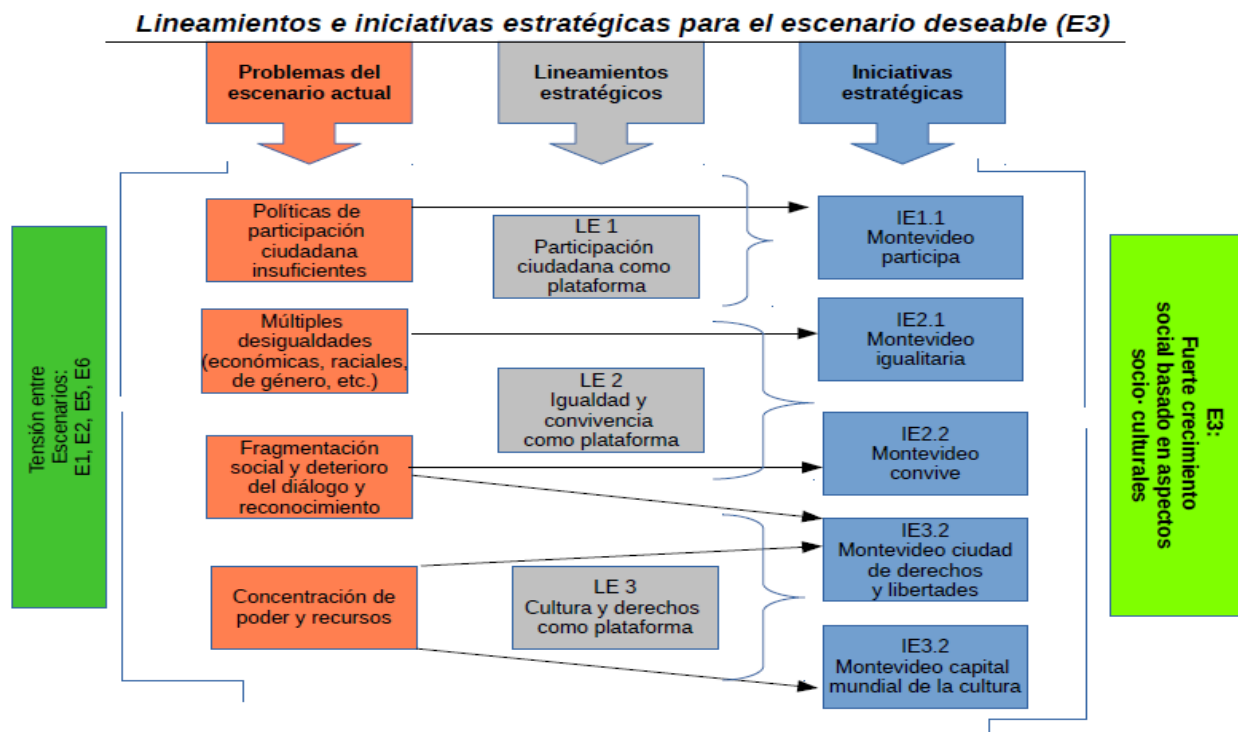 Lineamientos e iniciativas estratégicas para el escenario deseable (E3)
Problemas del
escenario actual
Lineamientos
estratégicos
Iniciativas
estratégicas
Tensión entre
Escenarios:
E1, E2, E5, E6
Políticas de
participación
ciudadana
insuficientes
Múltiples
desigualdades
(económicas, raciales,
de género, etc.)
Fragmentación
social y deterioro
del diálogo y
reconocimiento
Concentración de
poder y recursos
LE 1
Participación
ciudadana como
plataforma
LE 2
Igualdad y
convivencia
como plataforma
LE 3
Cultura y derechos
como plataforma
IE1.1
Montevideo
participa
IE2.1
Montevideo
igualitaria
IE2.2
Montevideo
convive
IE3.2
Montevideo ciudad
de derechos
y libertades
IE3.2
Montevideo capital
mundial de la cultura
E3:
Fuerte crecimiento
social basado en aspectos
socio· culturales